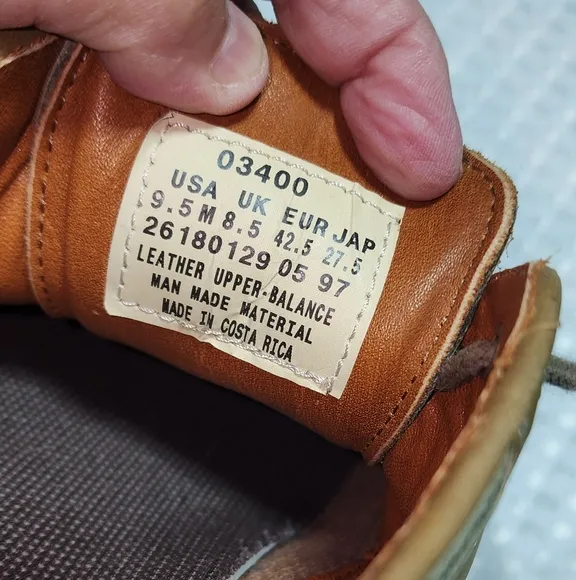 03400
USA UK EUR JAP
9.5 M 8.5 42.5 27.5
26180129 05 97
LEATHER UPPER-BALANCE
MAN MADE MATERIAL
MADE IN COSTA RICA